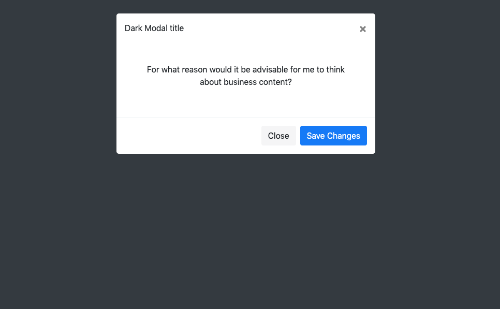 Dark Modal title
×
For what reason would it be advisable for me to think
about business content?
Close
Save Changes